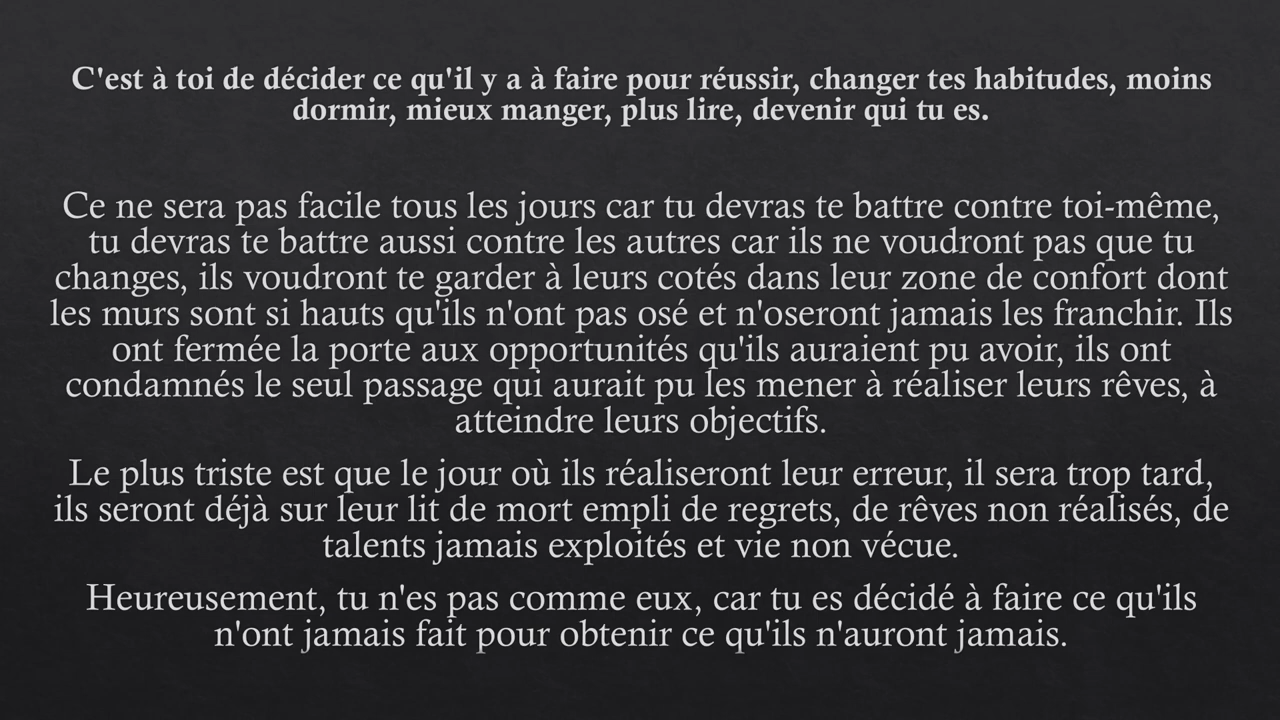 C'est à toi de décider ce qu'il y a à faire pour réussir, changer tes habitudes, moins
dormir, mieux manger, plus lire, devenir qui tu es.
Ce ne sera pas facile tous les jours car tu devras te battre contre toi-même,
tu devras te battre aussi contre les autres car ils ne voudront pas que tu
changes, ils voudront te garder à leurs cotés dans leur zone de confort dont
les murs sont si hauts qu'ils n'ont pas osé et n'oseront jamais les franchir. Ils
ont fermée la porte aux opportunités qu'ils auraient pu avoir, ils ont
condamnés le seul passage qui aurait pu les mener à réaliser leurs rêves, à
atteindre leurs objectifs.
Le plus triste est que le jour où ils réaliseront leur erreur, il sera trop tard,
ils seront déjà sur leur lit de mort empli de regrets, de rêves non réalisés, de
talents jamais exploités et vie non vécue.
Heureusement, tu n'es pas comme eux, car tu es décidé à faire ce qu'ils
n'ont jamais fait pour obtenir ce qu'ils n'auront jamais.